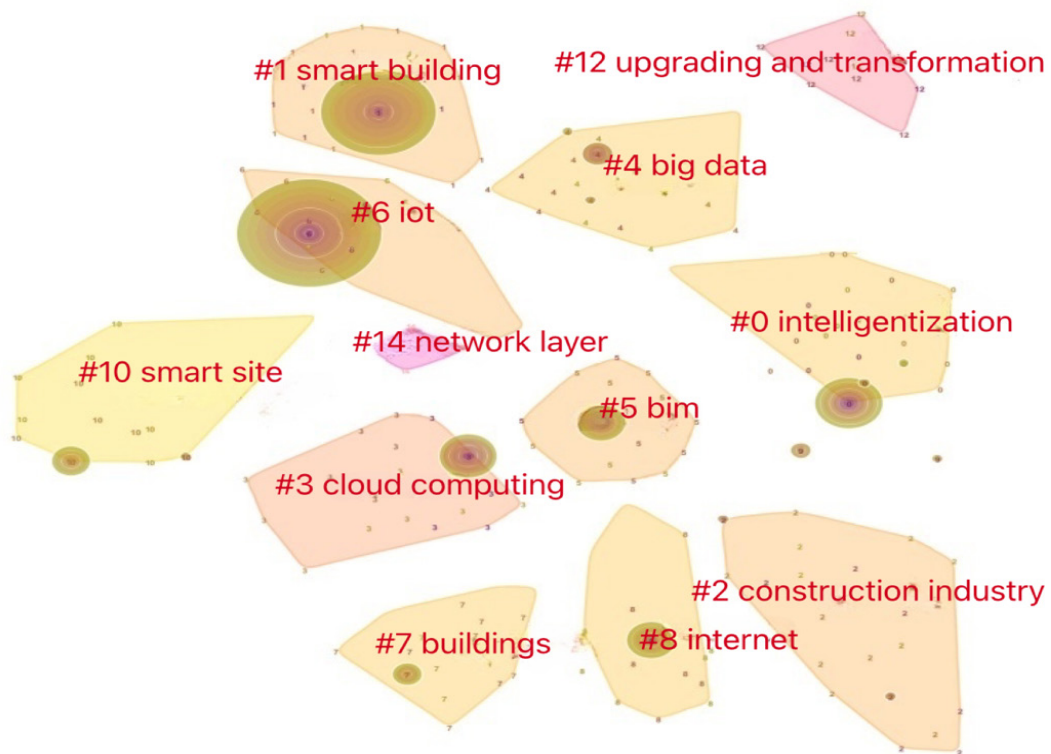 #12 upgrading and transformation
#1 smart building
#4 big data
#6 iot
#0 intelligentization
#14 network layer
#10 smart site
#5 bim
#3 cloud computing
#2 construction industry
#7 buildings
#8 internet